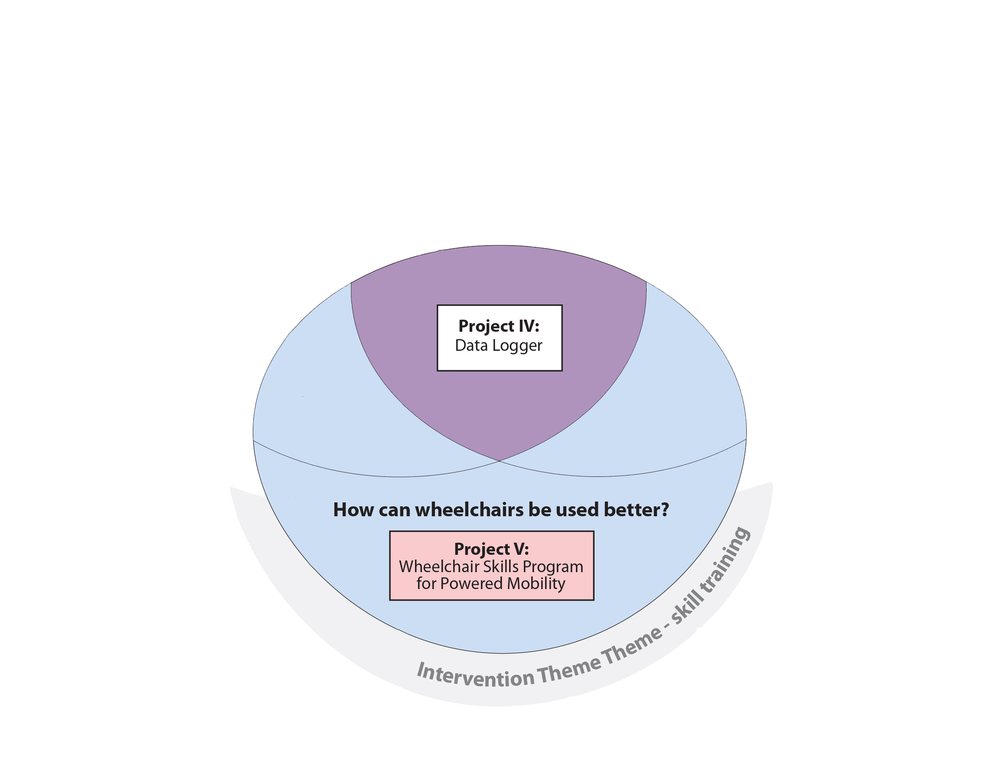 Project IV:
Data Logger
How can wheelchairs be used better?
Project V:
Wheelchair Skills Program
for Powered Mobility
Intervention Theme Theme - skill training